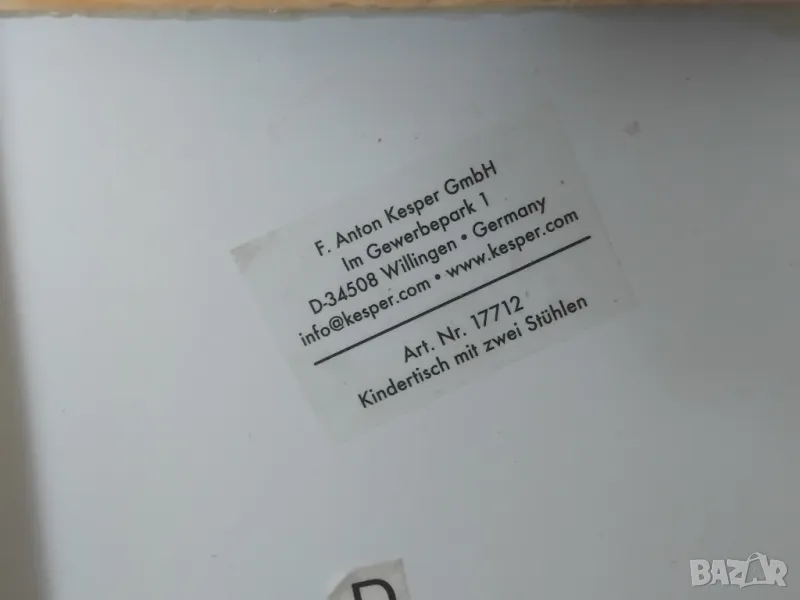 F. Anton Kesper GmbH
Im Gewerbepark 1
D-34508 Willingen • Germany
info@kesper.com • www.kesper.com
Art. Nr. 17712
Kindertisch mit zwei Stühlen
D
BAZAR